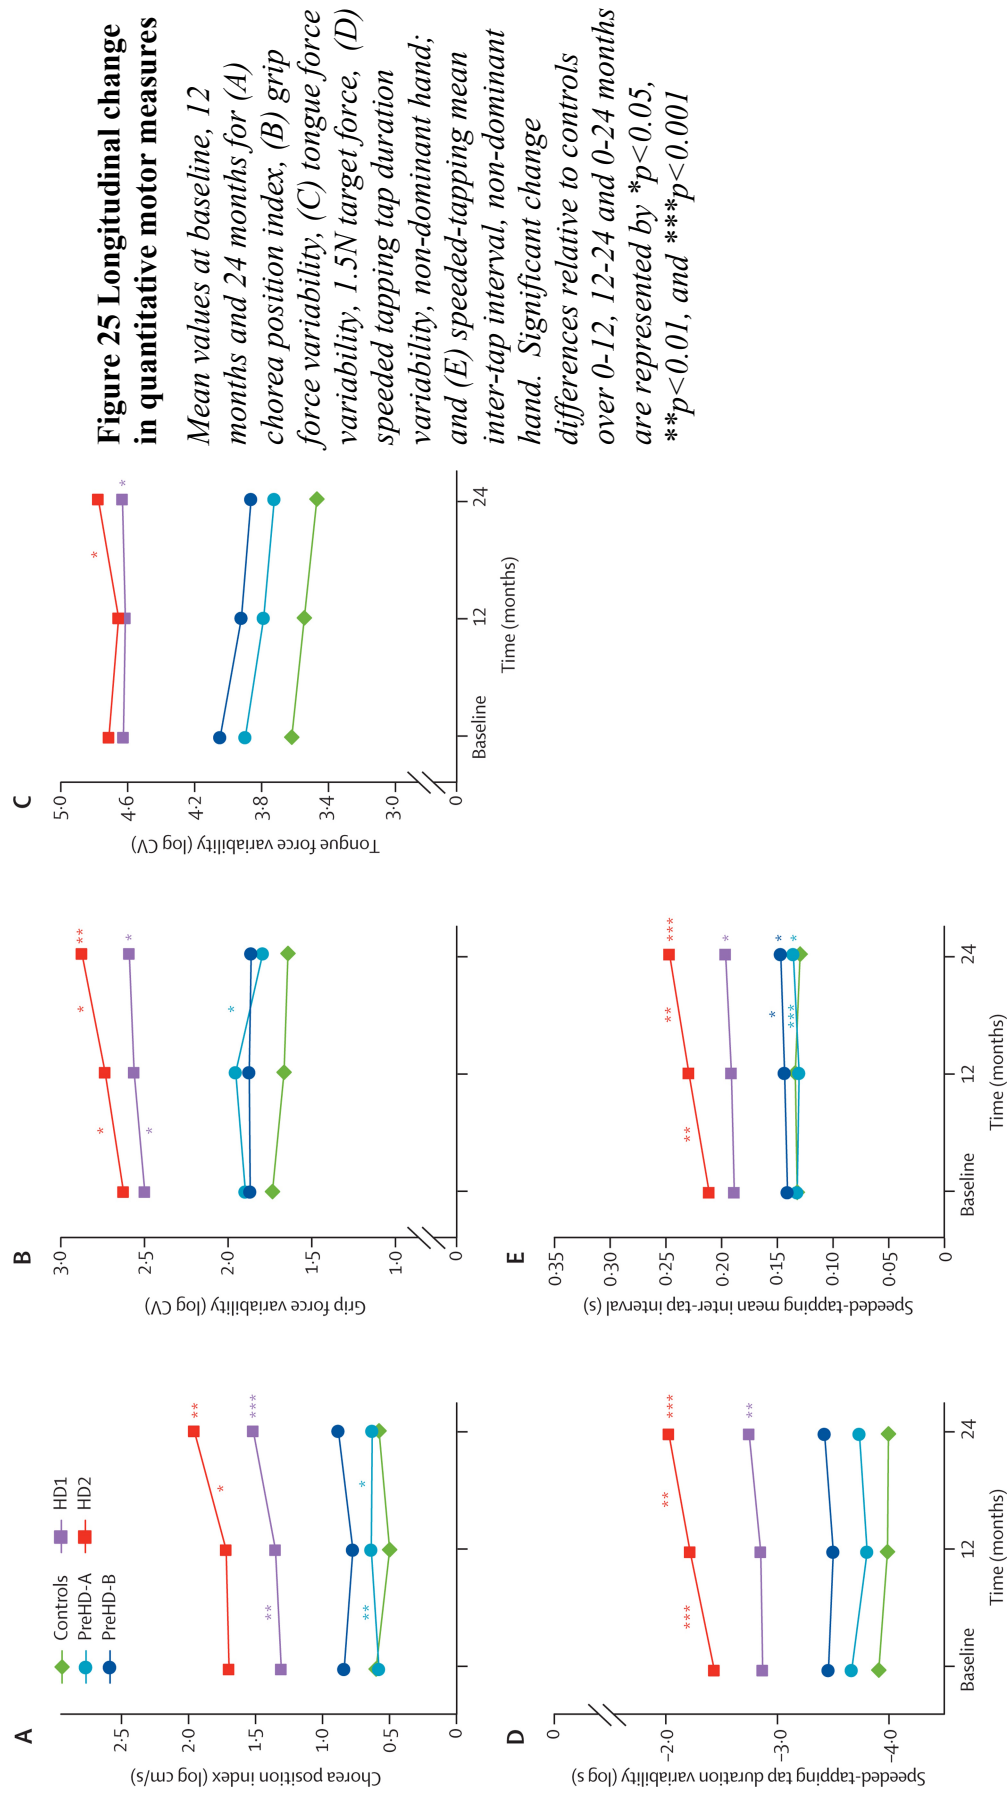 A
Chorea position index (log cm/s)
2·5
2·0
1·5
1·0
0·5
0
Controls
PreHD-A
PreHD-B
HD1
HD2
**
**
*
*
**
***
B
Grip force variability (log CV)
3·0
2·5
2·0
1·5
1·0
0
*
*
*
*
**
*
C
Tongue force variability (log CV)
5·0
4·6
4·2
3·8
3·4
3·0
0
*
*
Baseline
12
24
Time (months)
Figure 25 Longitudinal change
in quantitative motor measures
Mean values at baseline, 12
months and 24 months for (A)
chorea position index, (B) grip
force variability, (C) tongue force
variability, 1.5N target force, (D)
speeded tapping tap duration
variability, non-dominant hand;
and (E) speeded-tapping mean
inter-tap interval, non-dominant
hand. Significant change
differences relative to controls
over 0-12, 12-24 and 0-24 months
are represented by *p<0.05,
**p<0.01, and ***p<0.001
D
Speeded-tapping tap duration variability (log s)
0
–2·0
–3·0
–4·0
***
**
***
**
Baseline
12
24
Time (months)
E
Speeded-tapping mean inter-tap interval (s)
0·35
0·30
0·25
0·20
0·15
0·10
0·05
0
**
**
*
***
***
*
*
*
Baseline
12
24
Time (months)